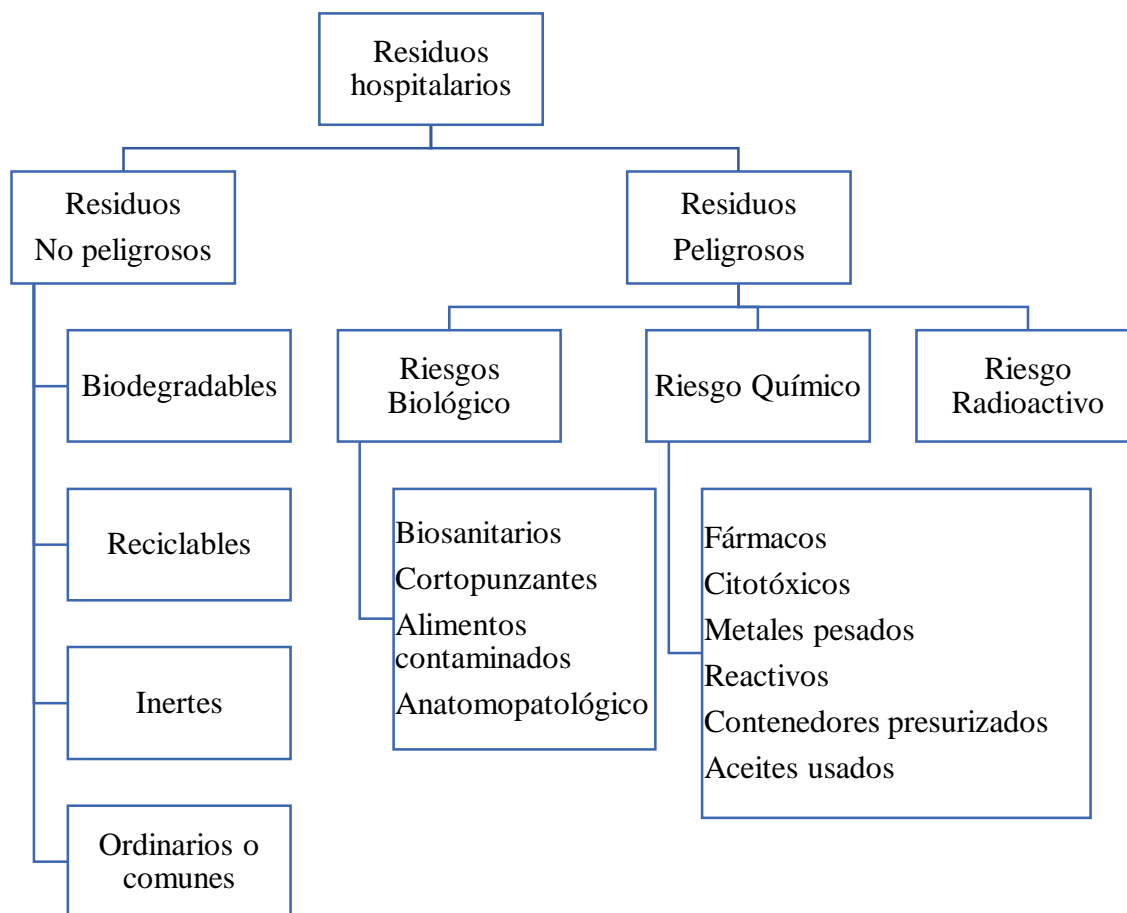 Residuos
hospitalarios
Residuos
No peligrosos
Residuos
Peligrosos
Biodegradables
Reciclables
Inertes
Ordinarios o
comunes
Riesgos
Biológico
Riesgo Químico
Riesgo
Radioactivo
Biosanitarios
Cortopunzantes
Alimentos
contaminados
Anatomopatológico
Fármacos
Citotóxicos
Metales pesados
Reactivos
Contenedores presurizados
Aceites usados